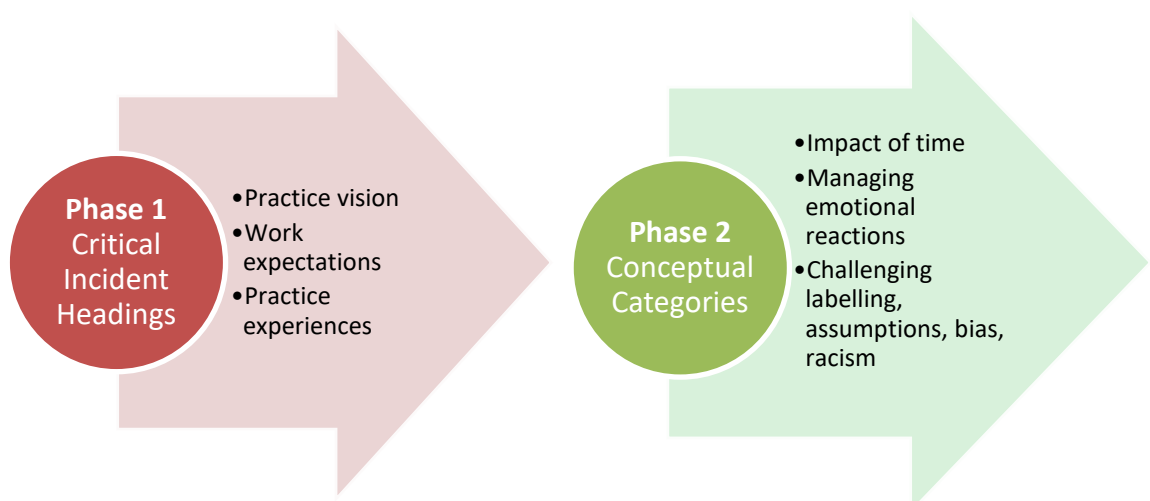 Phase 1
Critical
Incident
Headings
•Practice vision
•Work
expectations
•Practice
experiences
Phase 2
Conceptual
Categories
•Impact of time
•Managing
emotional
reactions
•Challenging
labelling,
assumptions, bias,
racism